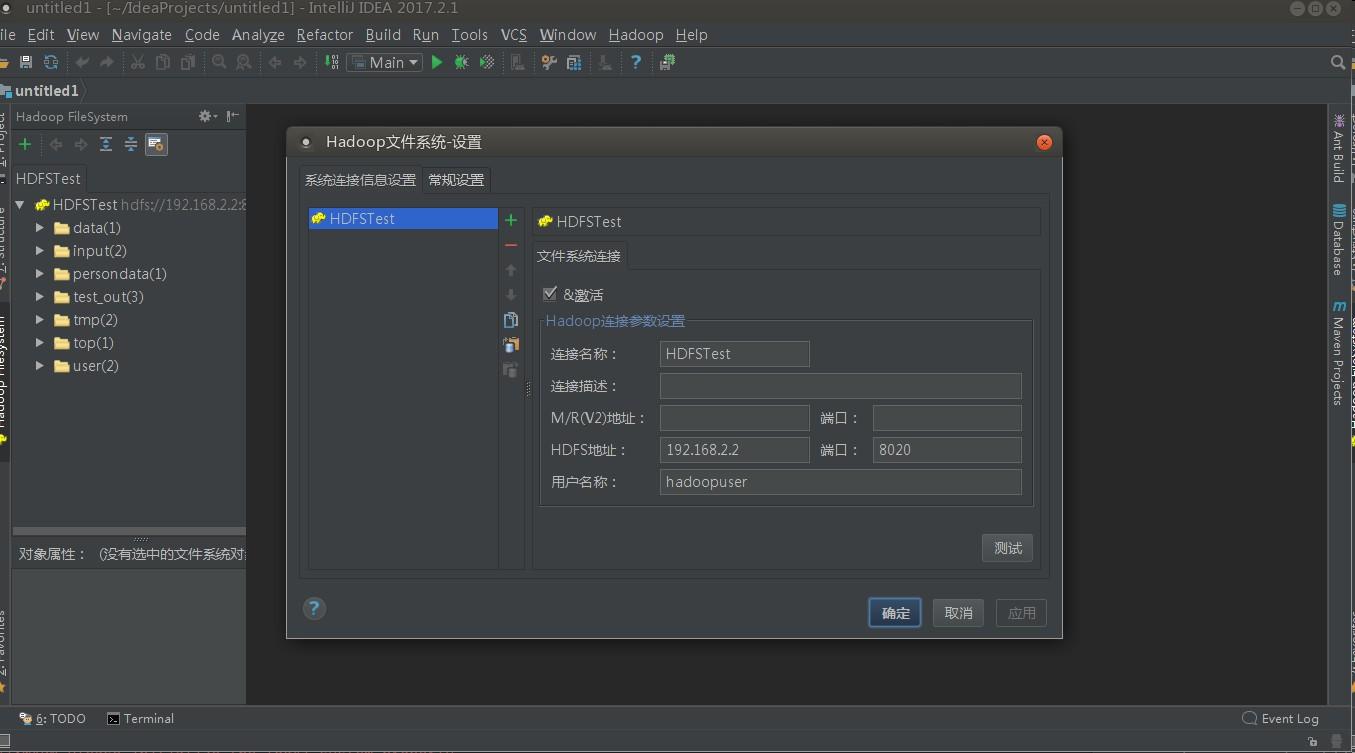 untitled1 - [~/IdeaProjects/untitled1] - IntelliJ IDEA 2017.2.1
ile Edit View Navigate Code Analyze Refactor Build Run Tools VCS Window Hadoop Help
Main
untitled1
Hadoop FileSystem
HDFSTest
HDFSTest hdfs://192.168.2.2:8
data(1)
input(2)
persondata(1)
test_out(3)
tmp(2)
top(1)
user(2)
对象属性： (没有选中的文件系统对
Hadoop文件系统-设置
系统连接信息设置 常规设置
HDFSTest
HDFSTest
文件系统连接
&激活
Hadoop连接参数设置
连接名称： HDFSTest
连接描述：
M/R(V2)地址： 端口：
HDFS地址： 192.168.2.2 端口： 8020
用户名称： hadoopuser
测试
? 确定 取消 应用
Ant Build
Database
Maven Projects
6: TODO Terminal Event Log